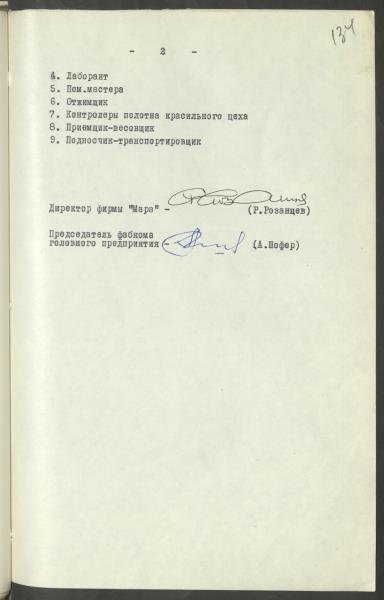 134
- 2 -
4. Лаборант
5. Пом.мастера
6. Отжимщик
7. Контролеры полотна красильного цеха
8. Приемщик-весовщик
9. Подносчик-транспортировщик
Директор фирмы "Мара" -
(Р.Розанцев)
Председатель фабкома
головного предприятия -
(А.Нофер)